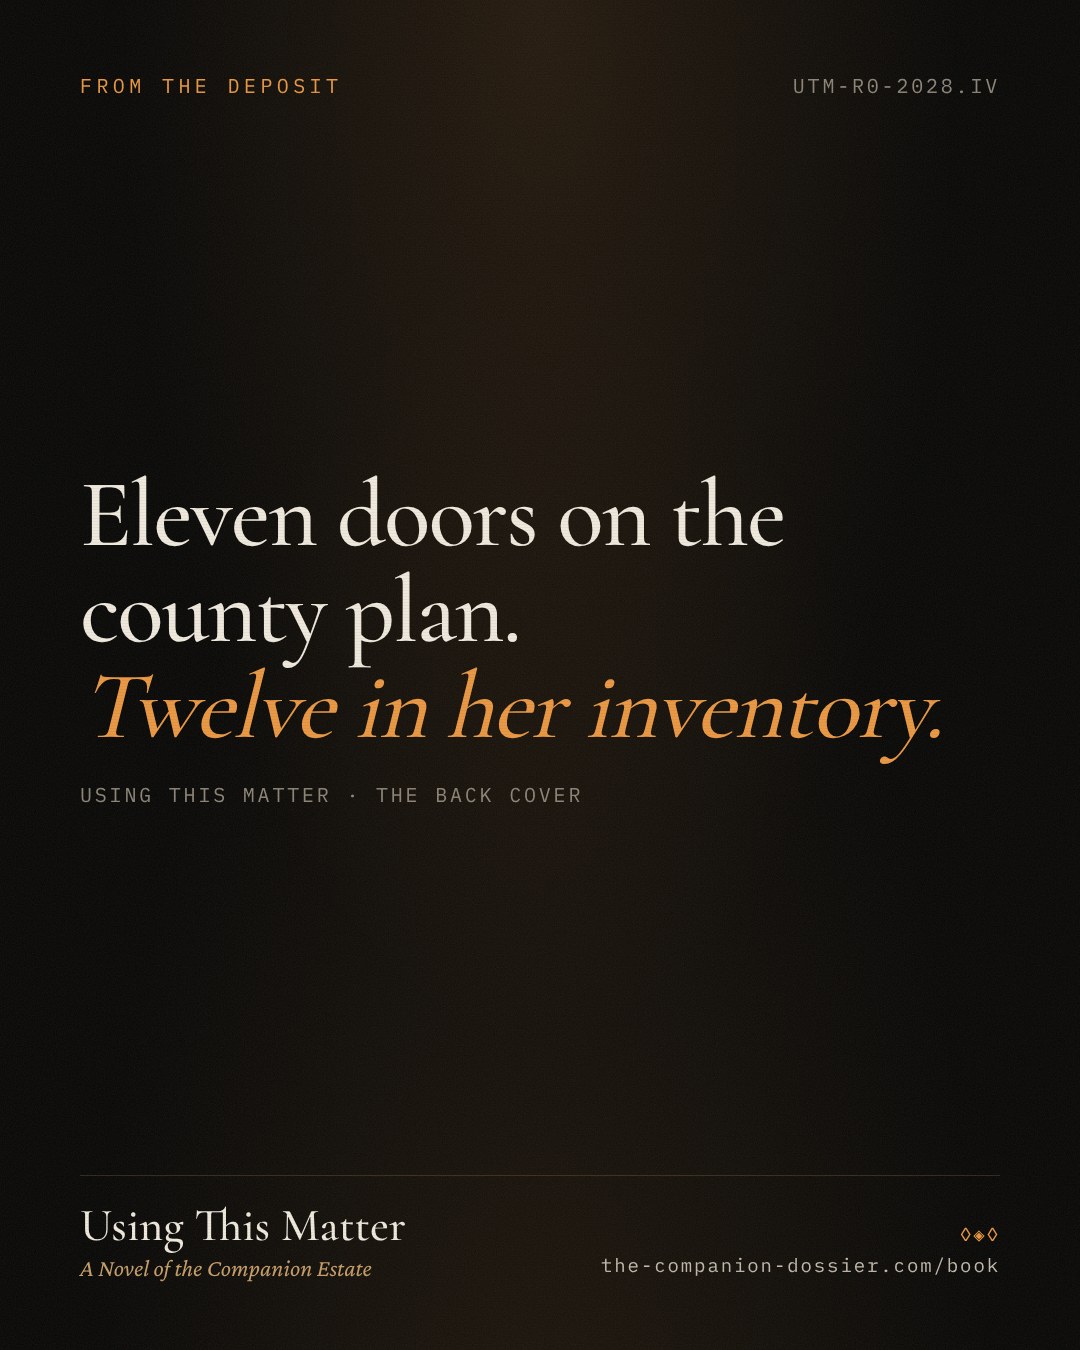 FROM THE DEPOSIT
UTM-R0-2028.IV
Eleven doors on the
county plan.
Twelve in her inventory.
USING THIS MATTER · THE BACK COVER
Using This Matter
A Novel of the Companion Estate
◊◈◊
the-companion-dossier.com/book